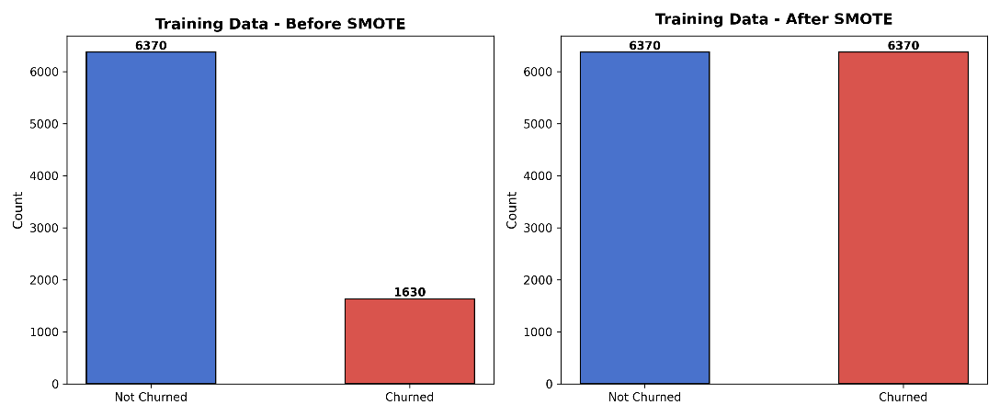 Training Data - Before SMOTE
6370
1630
6000
5000
4000
3000
2000
1000
0
Count
Not Churned
Churned
Training Data - After SMOTE
6370
6370
6000
5000
4000
3000
2000
1000
0
Count
Not Churned
Churned